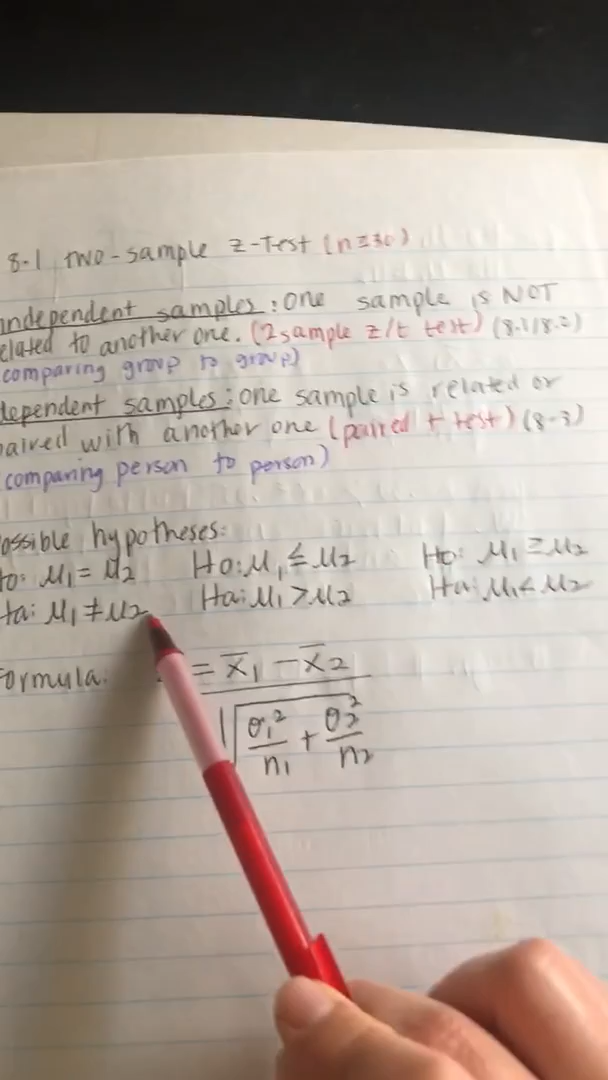 8.1 two-sample z-Test (n≥30)
independent samples: one sample is NOT
elated to another one. (2 sample z/t test) (8.1/8.2)
comparing group to group)
dependent samples: one sample is related or
paired with another one (paired t test) (8-3)
(comparing person to person)
ossible hypotheses:
Ho: μ₁ = μ₂ Ho: μ₁ ≤ μ₂ Ho: μ₁ ≥ μ₂
Ha: μ₁ ≠ μ₂ Ha: μ₁ > μ₂ Ha: μ₁ < μ₂
Formula: = x̄₁ - x̄₂
√ σ₁² + σ₂²
n₁ n₂